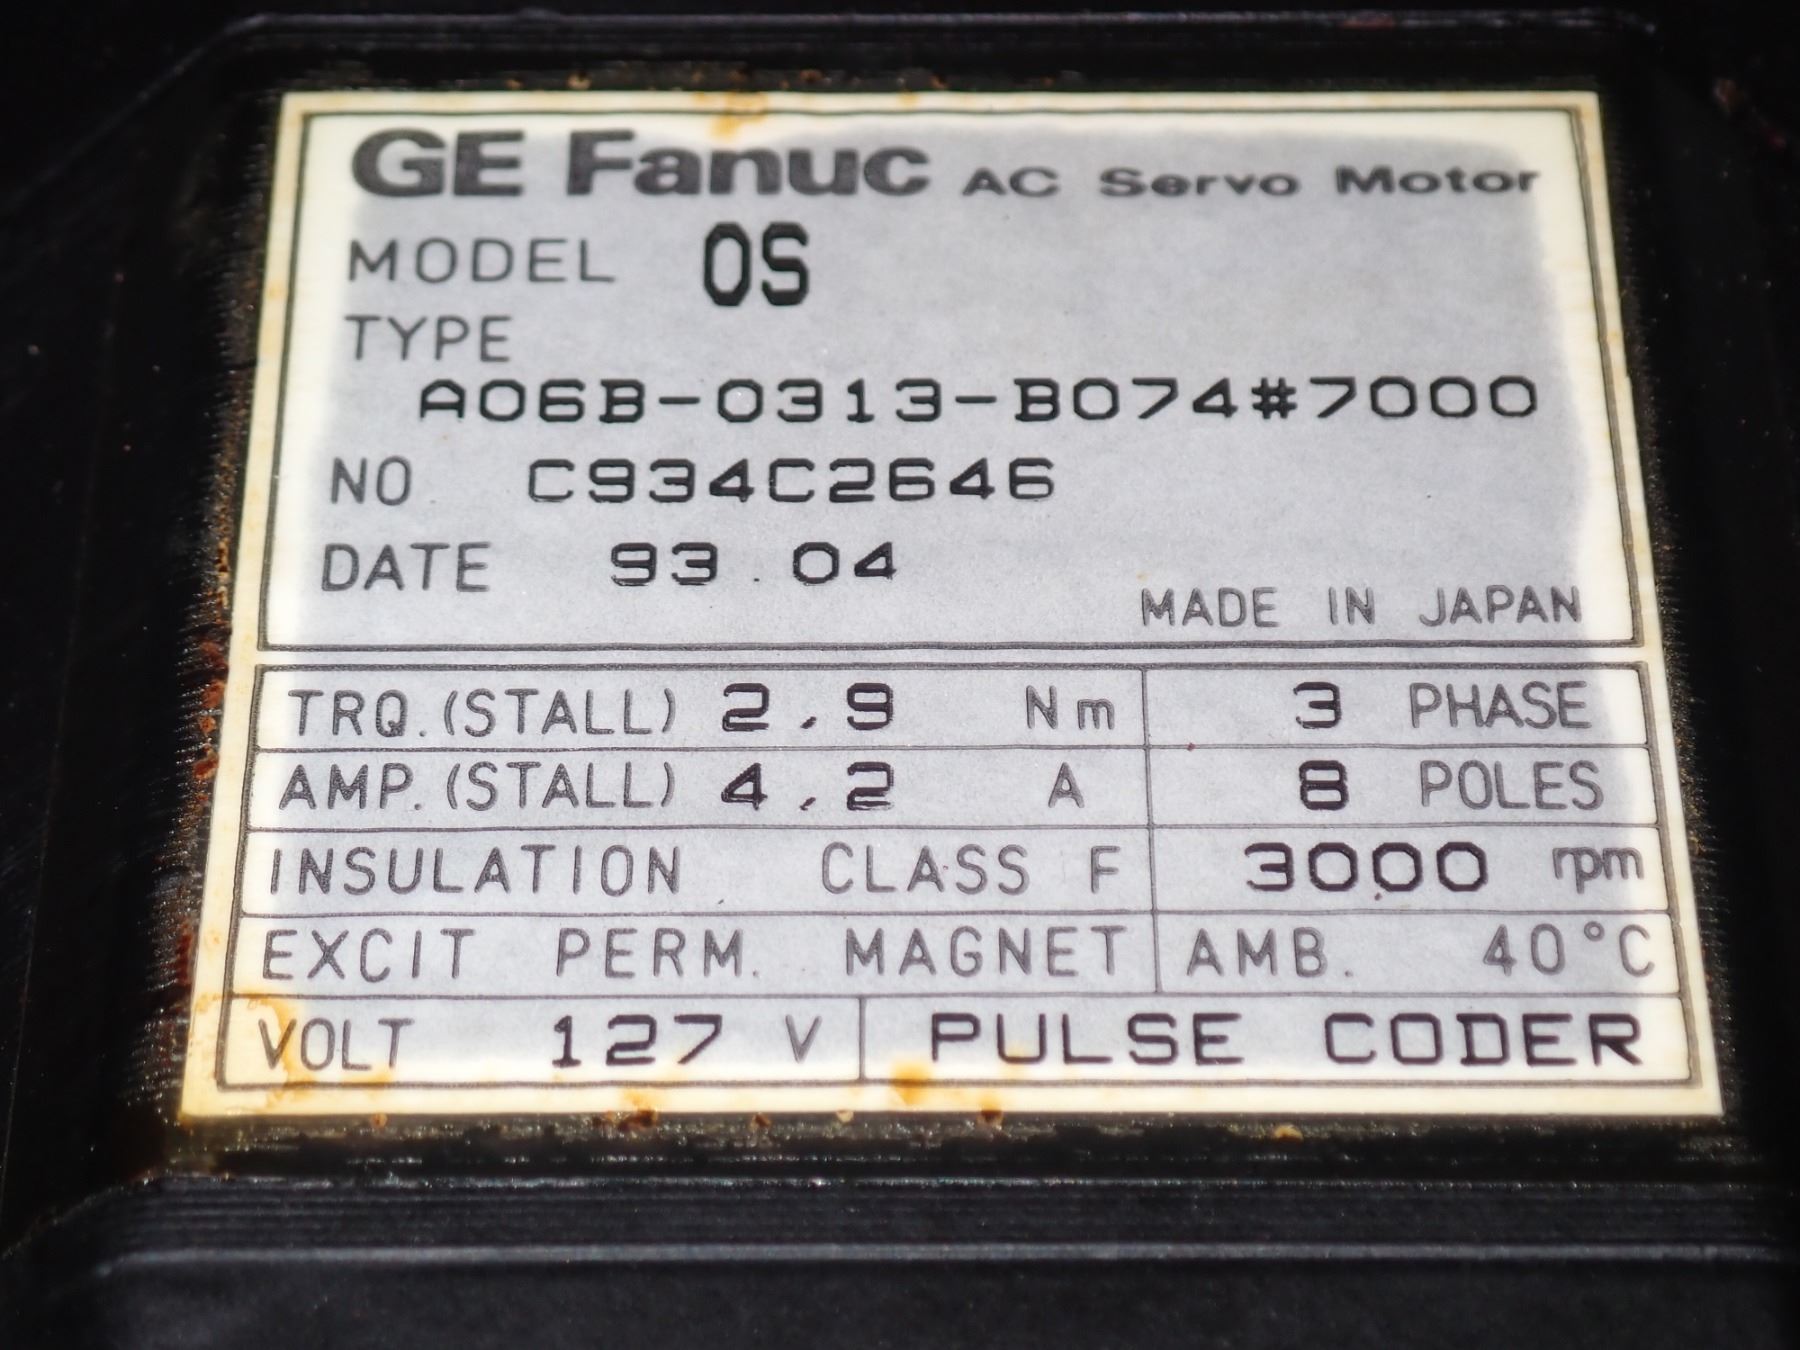 GE Fanuc AC Servo Motor
MODEL 0S
TYPE
A06B-0313-B074#7000
NO C934C2646
DATE 93.04
MADE IN JAPAN
TRQ.(STALL) 2.9 Nm 3 PHASE
AMP.(STALL) 4.2 A 8 POLES
INSULATION CLASS F 3000 rpm
EXCIT PERM. MAGNET AMB. 40°C
VOLT 127 V PULSE CODER